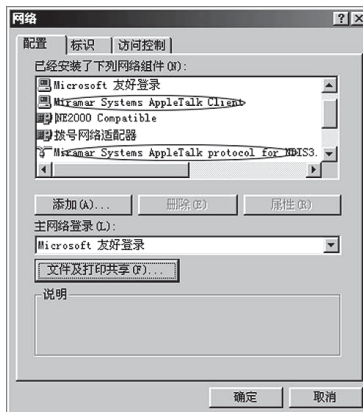 网络
配置 标识 访问控制
已经安装了下列网络组件(N):
Microsoft 友好登录
Miramar Systems AppleTalk Client
NE2000 Compatible
拨号网络适配器
Miramar Systems AppleTalk protocol for NDIS3.
添加(A)... 删除(E) 属性(R)
主网络登录(L):
Microsoft 友好登录
文件及打印共享(F)...
说明
确定 取消